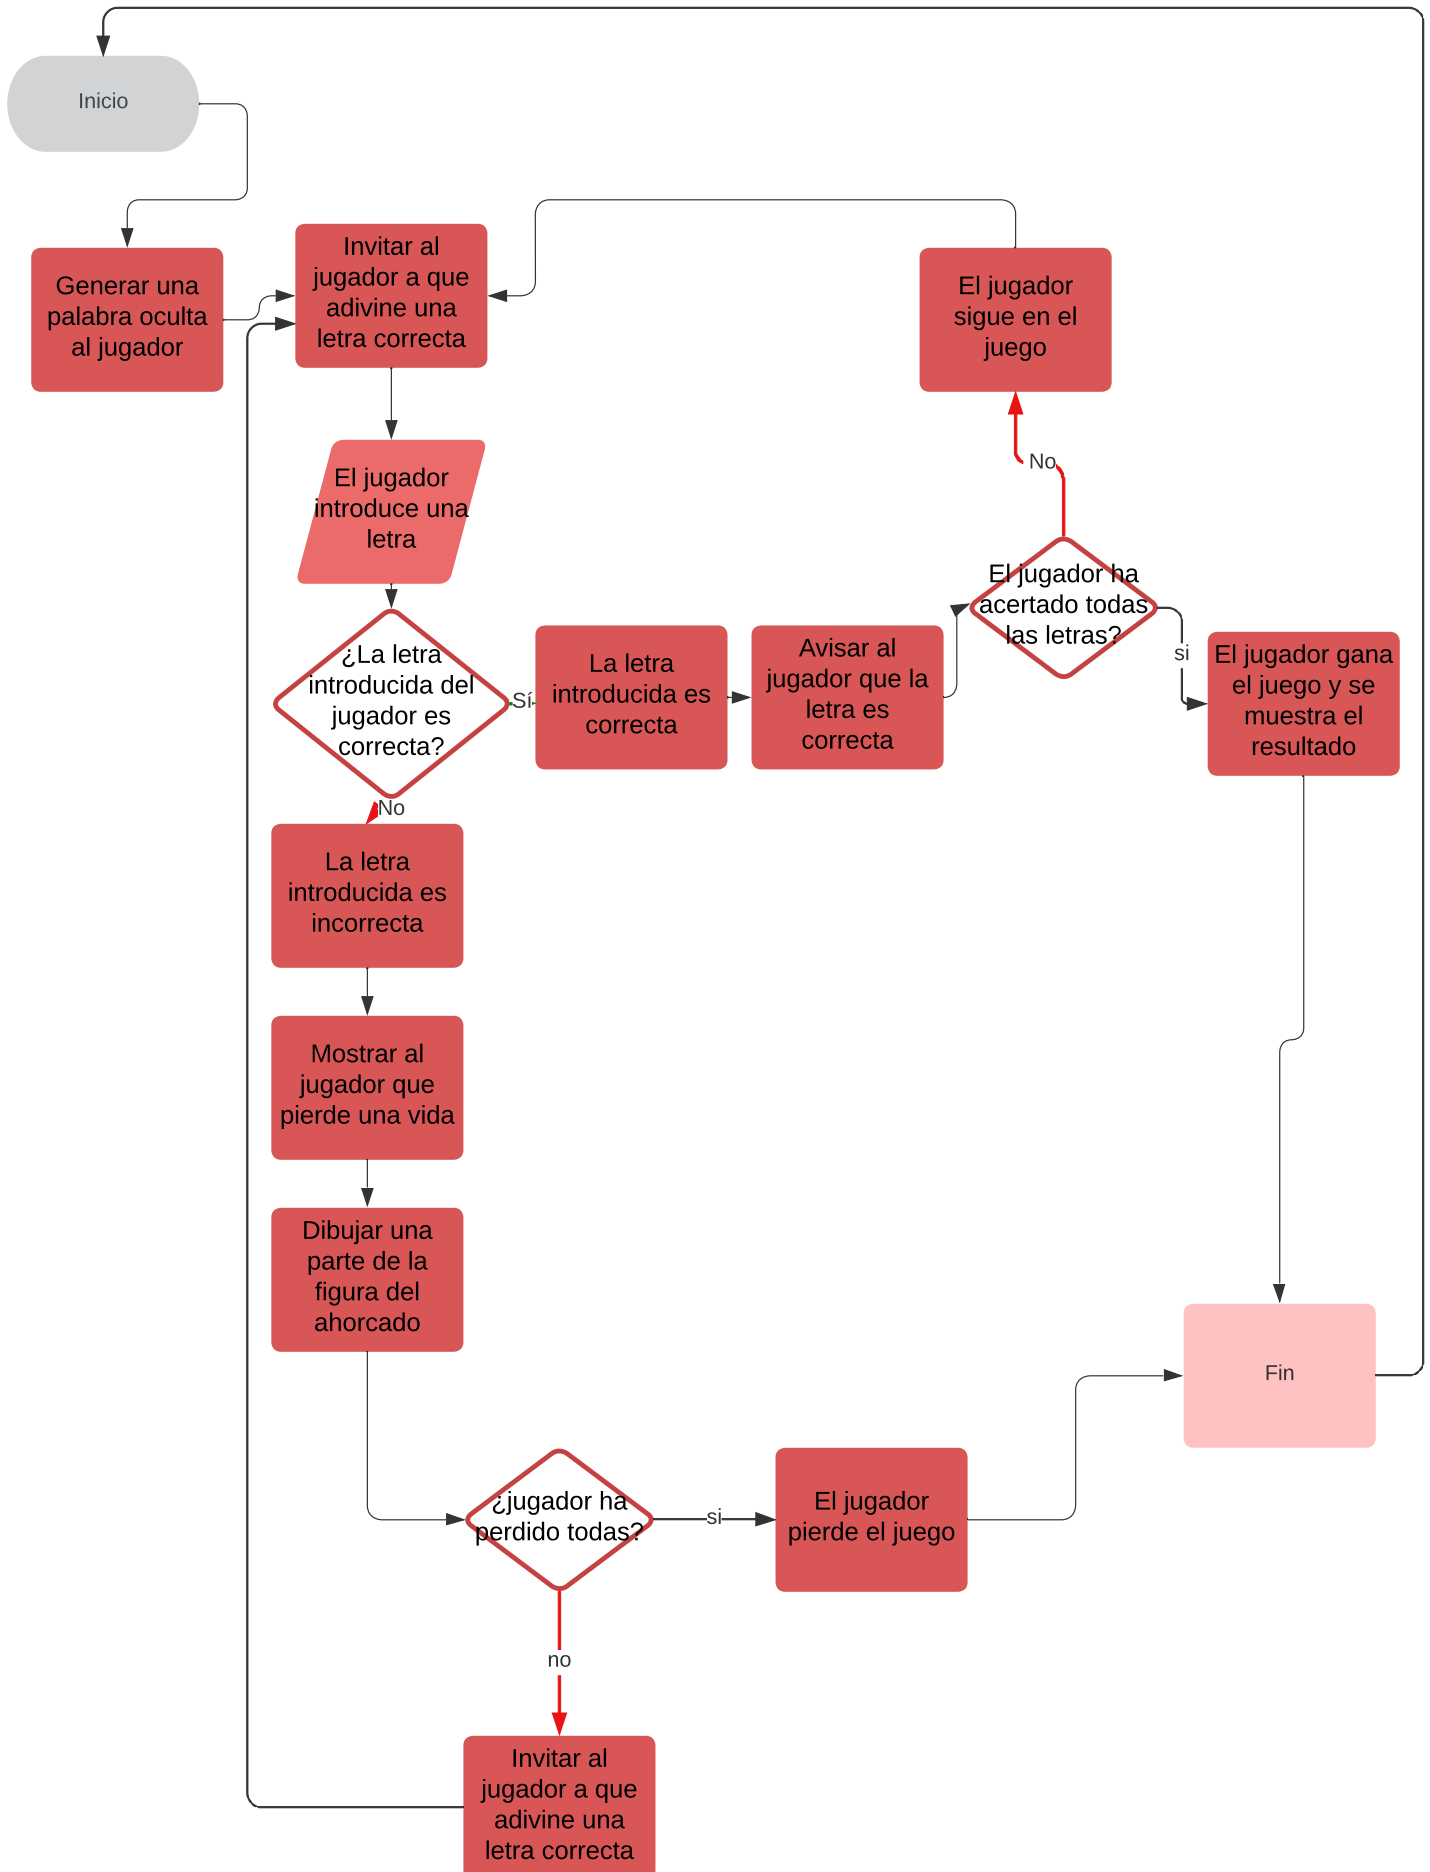 Inicio
Generar una
palabra oculta
al jugador
Invitar al
jugador a que
adivine una
letra correcta
El jugador
sigue en el
juego
No
El jugador
introduce una
letra
¿La letra
introducida del
jugador es
correcta?
Sí
La letra
introducida es
correcta
Avisar al
jugador que la
letra es
correcta
El jugador ha
acertado todas
las letras?
si
El jugador gana
el juego y se
muestra el
resultado
No
La letra
introducida es
incorrecta
Mostrar al
jugador que
pierde una vida
Dibujar una
parte de la
figura del
ahorcado
¿jugador ha
perdido todas?
si
El jugador
pierde el juego
Fin
no
Invitar al
jugador a que
adivine una
letra correcta